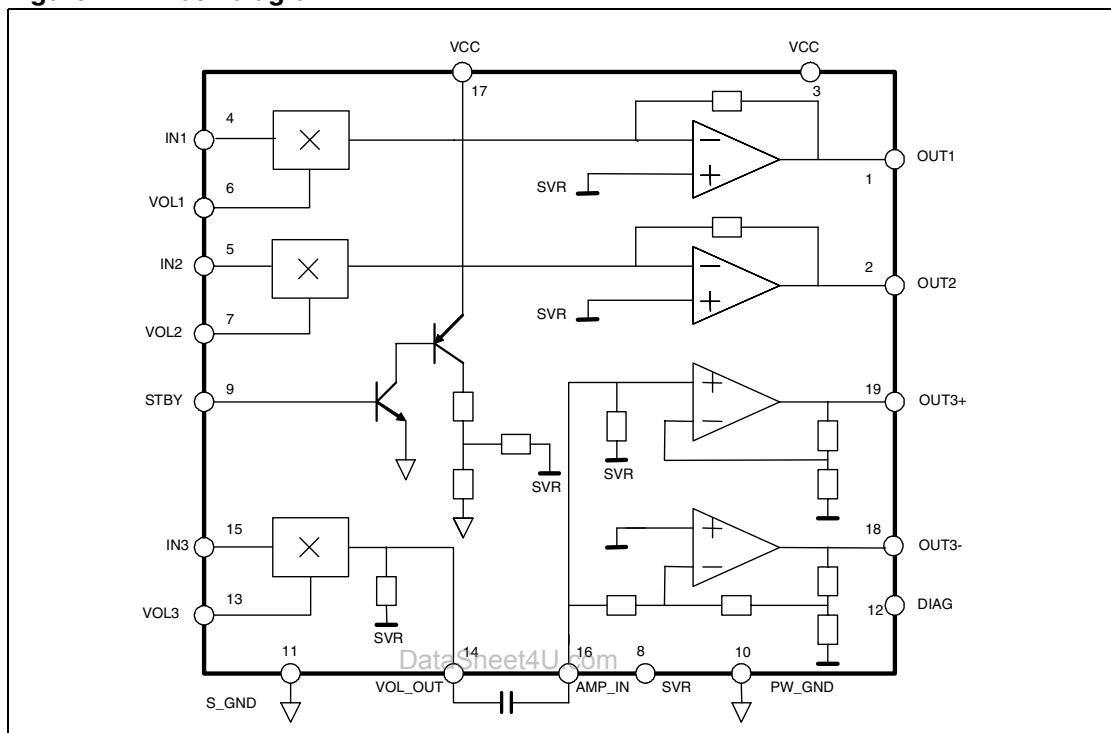 VCC VCC
17 3
4
IN1
OUT1
1
SVR
6
VOL1
5
IN2
2
OUT2
SVR
7
VOL2
9
STBY
19
OUT3+
SVR
SVR
15
IN3
18
OUT3-
13
VOL3
12
DIAG
SVR
DataSheet4U.com
11 14 16 8 10
S_GND VOL_OUT AMP_IN SVR PW_GND